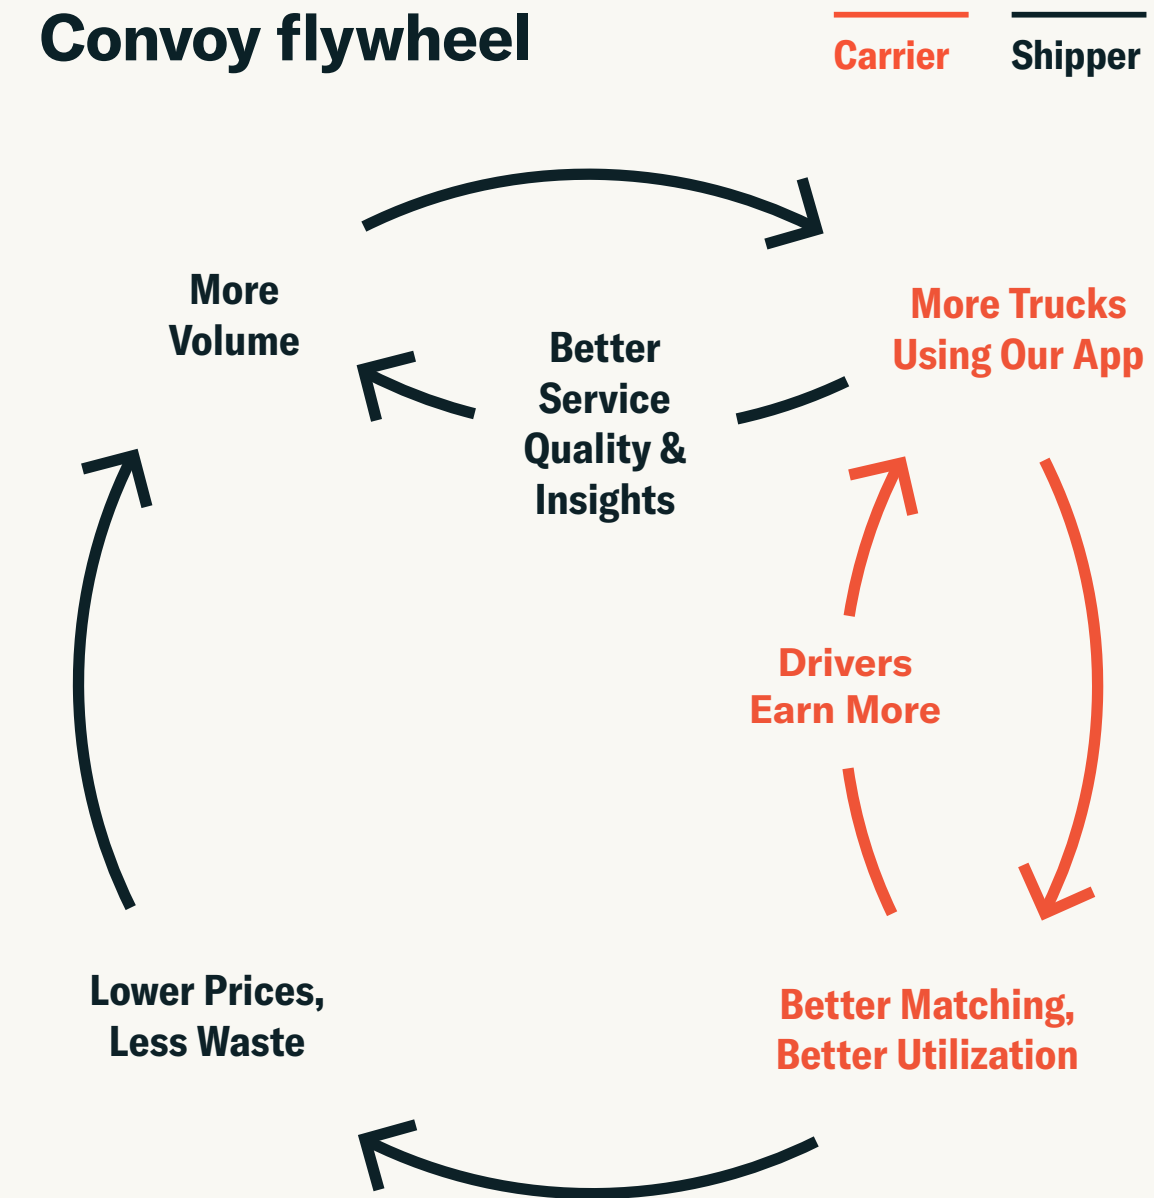 Convoy flywheel
Carrier
Shipper
More
Volume
Better
Service
Quality &
Insights
More Trucks
Using Our App
Drivers
Earn More
Lower Prices,
Less Waste
Better Matching,
Better Utilization